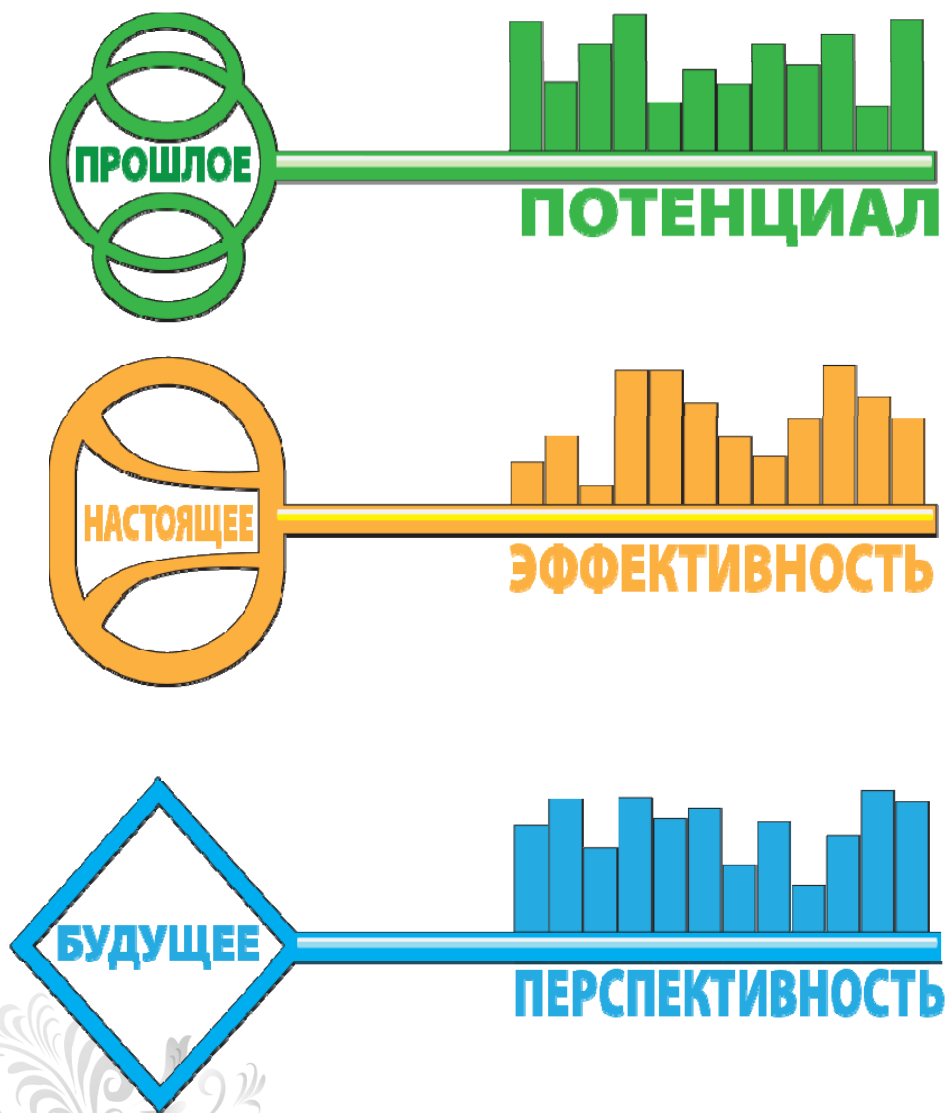 ПРОШЛОЕ
ПОТЕНЦИАЛ
НАСТОЯЩЕЕ
ЭФФЕКТИВНОСТЬ
БУДУЩЕЕ
ПЕРСПЕКТИВНОСТЬ